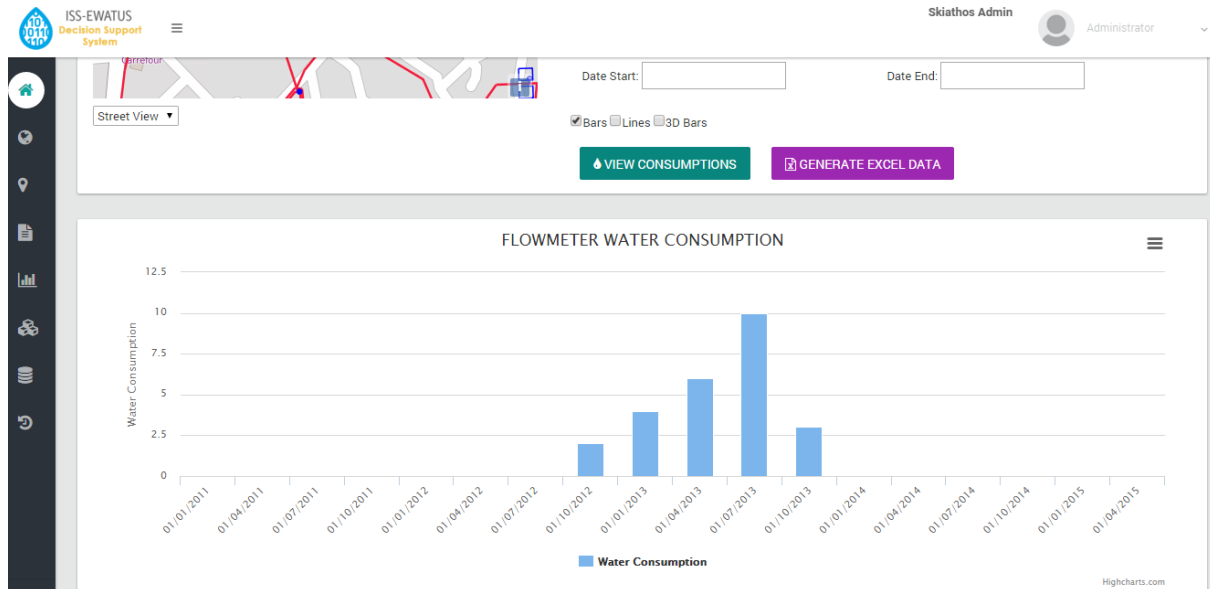 ISS-EWATUS
Decision Support
System
Skiathos Admin
Administrator
Carrefour
Street View
Date Start:
Date End:
Bars Lines 3D Bars
VIEW CONSUMPTIONS
GENERATE EXCEL DATA
FLOWMETER WATER CONSUMPTION
Water Consumption
12.5
10
7.5
5
2.5
0
01/01/2011
01/04/2011
01/07/2011
01/10/2011
01/01/2012
01/04/2012
01/07/2012
01/10/2012
01/01/2013
01/04/2013
01/07/2013
01/10/2013
01/01/2014
01/04/2014
01/07/2014
01/10/2014
01/01/2015
01/04/2015
Water Consumption
Highcharts.com